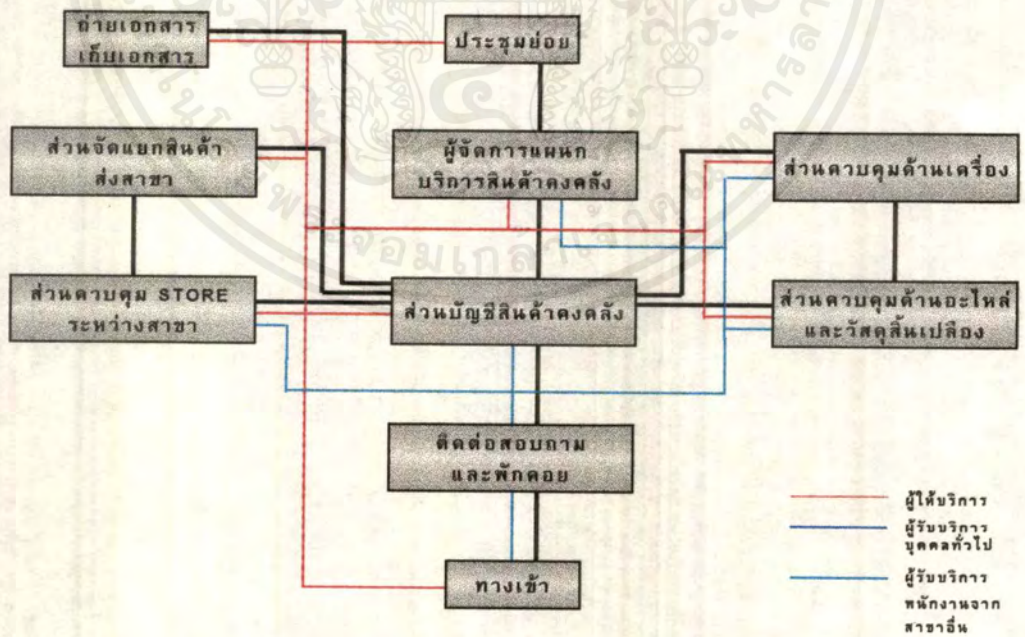 ถ่ายเอกสาร
เก็บเอกสาร
ประชุมย่อย
ส่วนจัดแยกสินค้า
ส่งสาขา
ผู้จัดการแผนก
บริการสินค้าคงคลัง
ส่วนควบคุมด้านเครื่อง
ส่วนควบคุม STORE
ระหว่างสาขา
ส่วนบัญชีสินค้าคงคลัง
ส่วนควบคุมด้านอะไหล่
และวัสดุสิ้นเปลือง
ติดต่อสอบถาม
และพักคอย
ทางเข้า
ผู้ให้บริการ
ผู้รับบริการ
บุคคลทั่วไป
ผู้รับบริการ
พนักงานจาก
สาขาอื่น